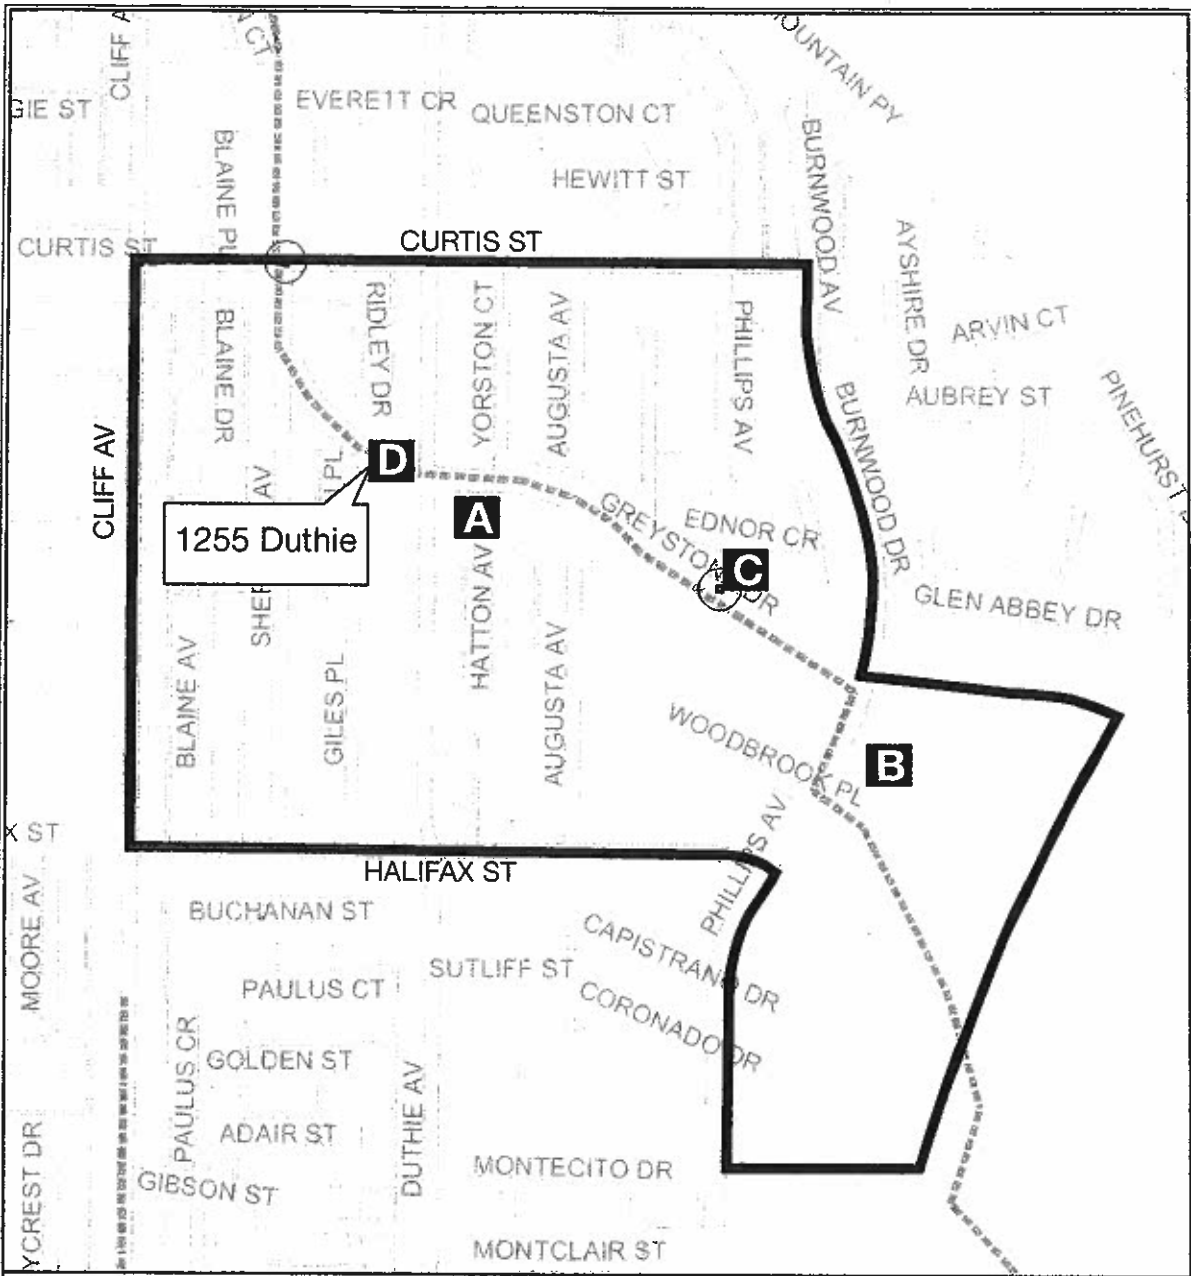 CLIFF A
N CT
OUNTAIN PY
GIE ST
EVERETT CR
QUEENSTON CT
BLAINE PL
HEWITT ST
BURNWOOD AV
CURTIS ST
CURTIS ST
AYSHIRE DR
RIDLEY DR
YORSTON CT
AUGUSTA AV
PHILLIPS AV
BLAINE DR
ARVIN CT
AUBREY ST
PINEHURST
BURNWOOD DR
CLIFF AV
D
PL
AV
1255 Duthie
A
GREYSTO DR
EDNOR CR
C
SHE
HATTON AV
GLEN ABBEY DR
BLAINE AV
GILES PL
AUGUSTA AV
WOODBROOK PL
B
X ST
PHILLIPS AV
HALIFAX ST
MOORE AV
BUCHANAN ST
CAPISTRANO DR
SUTLIFF ST
PAULUS CT
CORONADO DR
PAULUS CR
GOLDEN ST
DUTHIE AV
ADAIR ST
YCREST DR
GIBSON ST
MONTECITO DR
MONTCLAIR ST